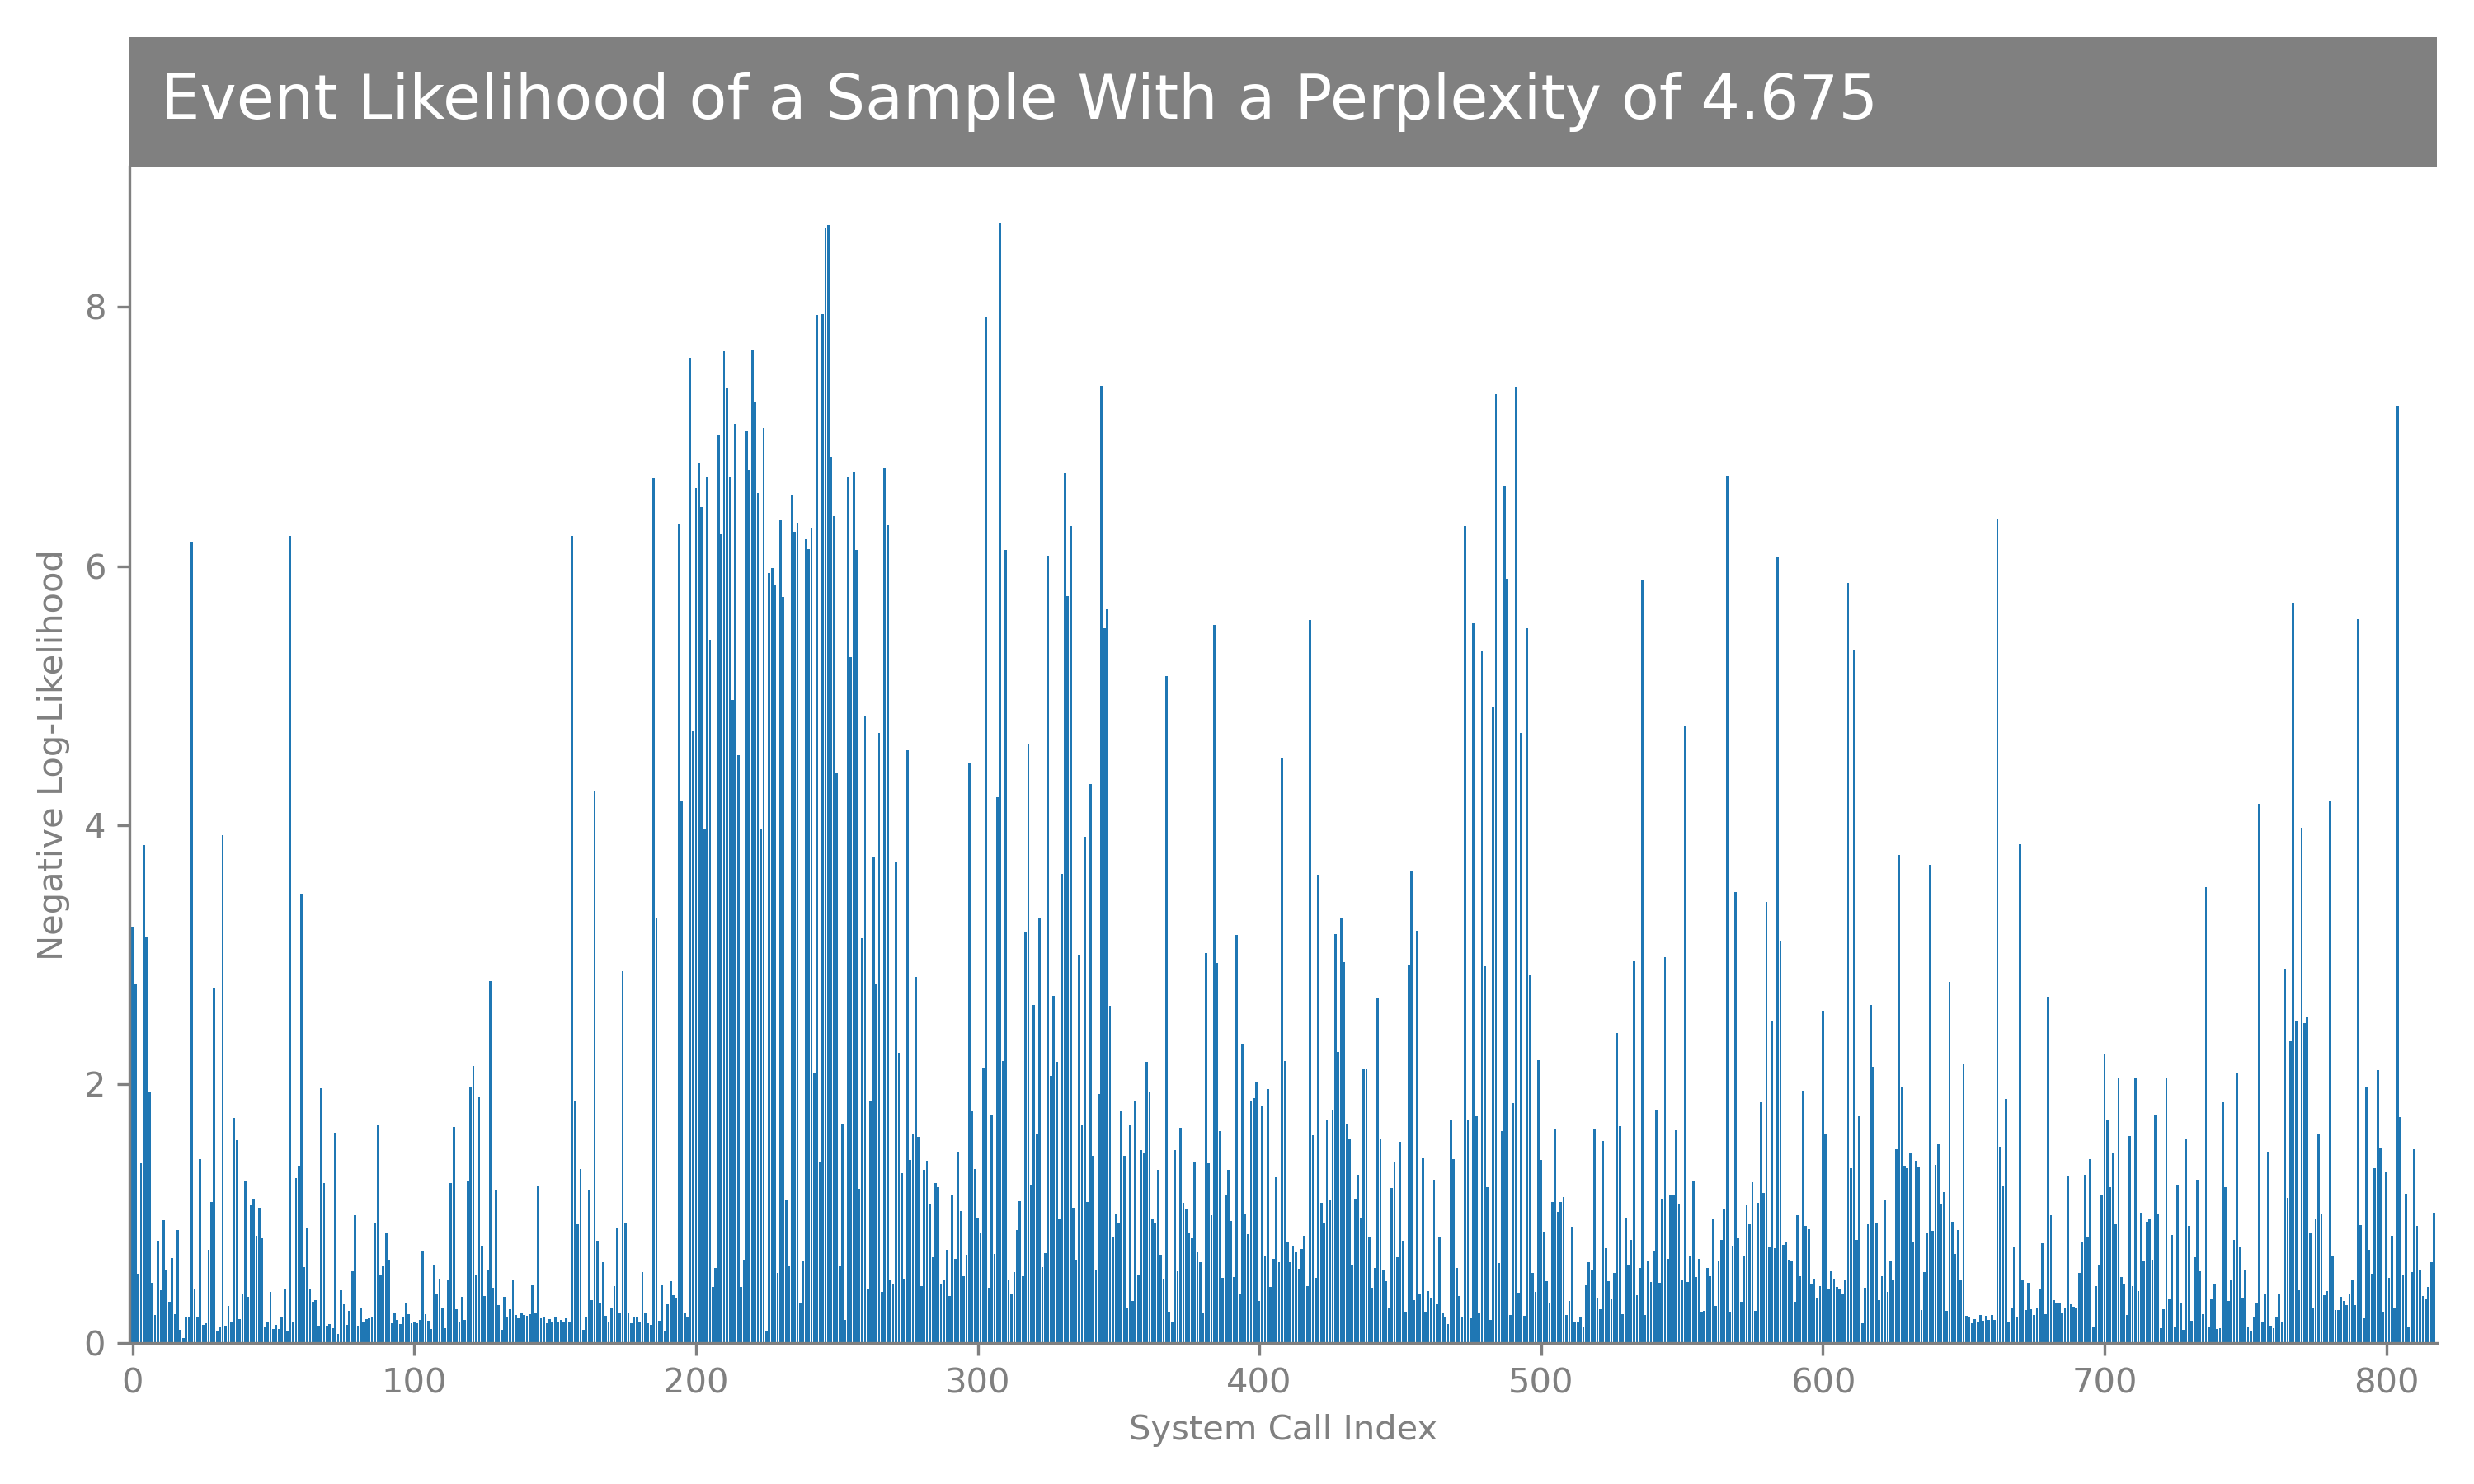 Event Likelihood of a Sample With a Perplexity of 4.675
8
6
4
2
0
Negative Log-Likelihood
0 100 200 300 400 500 600 700 800
System Call Index